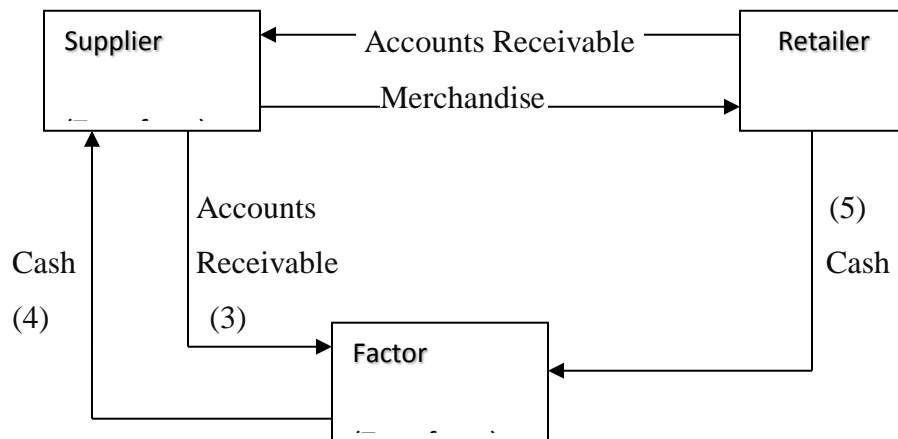 Supplier
Accounts Receivable
Retailer
Merchandise
Accounts
Receivable
(3)
(5)
Cash
Cash
(4)
Factor